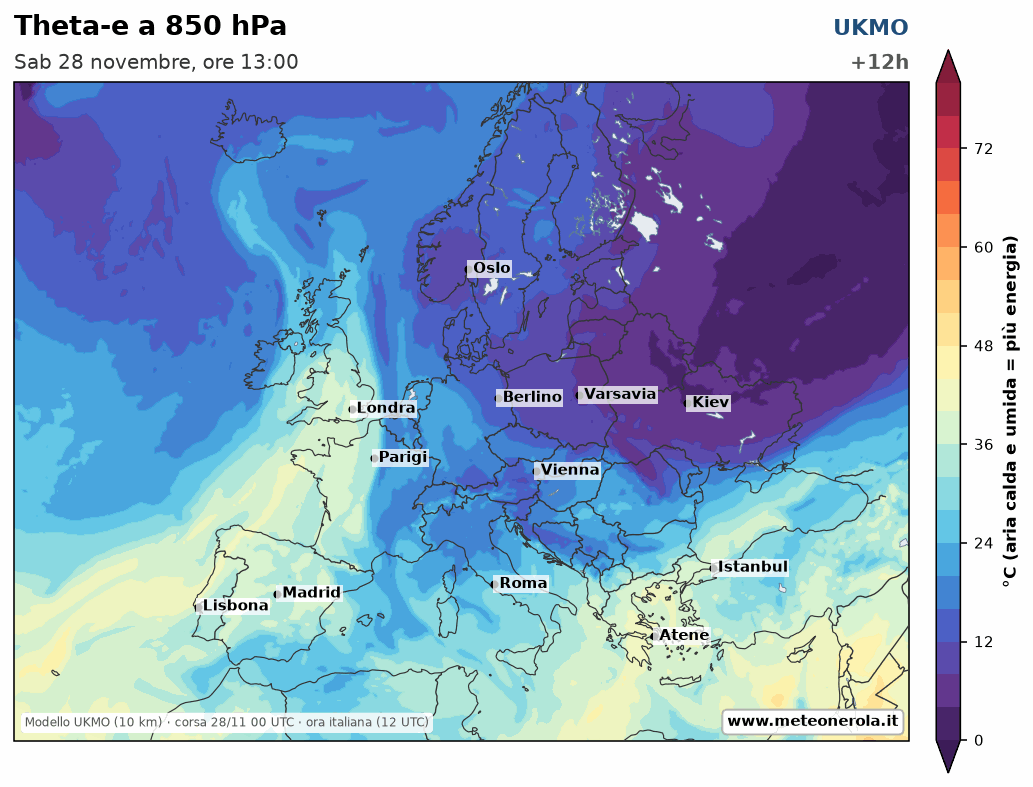 Theta-e a 850 hPa
UKMO
Sab 28 novembre, ore 13:00
+12h
72
60
48
36
24
12
0
°C (aria calda e umida = più energia)
Oslo
Berlino
Varsavia
Kiev
Londra
Parigi
Vienna
Istanbul
Roma
Madrid
Lisbona
Atene
Modello UKMO (10 km) · corsa 28/11 00 UTC · ora italiana (12 UTC)
www.meteonerola.it